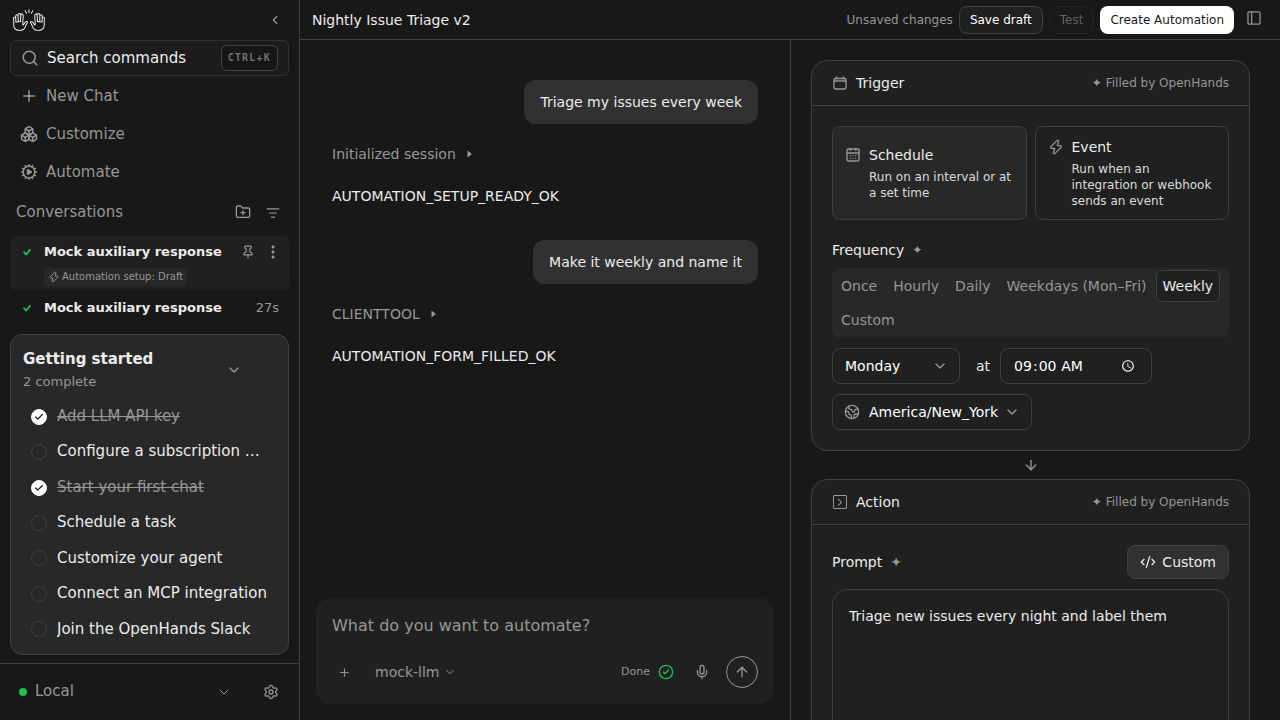 Search commands
CTRL+K
New Chat
Customize
Automate
Conversations
Mock auxiliary response
Automation setup: Draft
Mock auxiliary response 27s
Getting started
2 complete
Add LLM API key
Configure a subscription …
Start your first chat
Schedule a task
Customize your agent
Connect an MCP integration
Join the OpenHands Slack
Local
Nightly Issue Triage v2
Unsaved changes
Save draft
Test
Create Automation
Triage my issues every week
Initialized session
AUTOMATION_SETUP_READY_OK
Make it weekly and name it
CLIENTTOOL
AUTOMATION_FORM_FILLED_OK
What do you want to automate?
mock-llm
Done
Trigger
Filled by OpenHands
Schedule
Run on an interval or at
a set time
Event
Run when an
integration or webhook
sends an event
Frequency
Once Hourly Daily Weekdays (Mon–Fri) Weekly
Custom
Monday at 09:00 AM
America/New_York
Action
Filled by OpenHands
Prompt
Custom
Triage new issues every night and label them